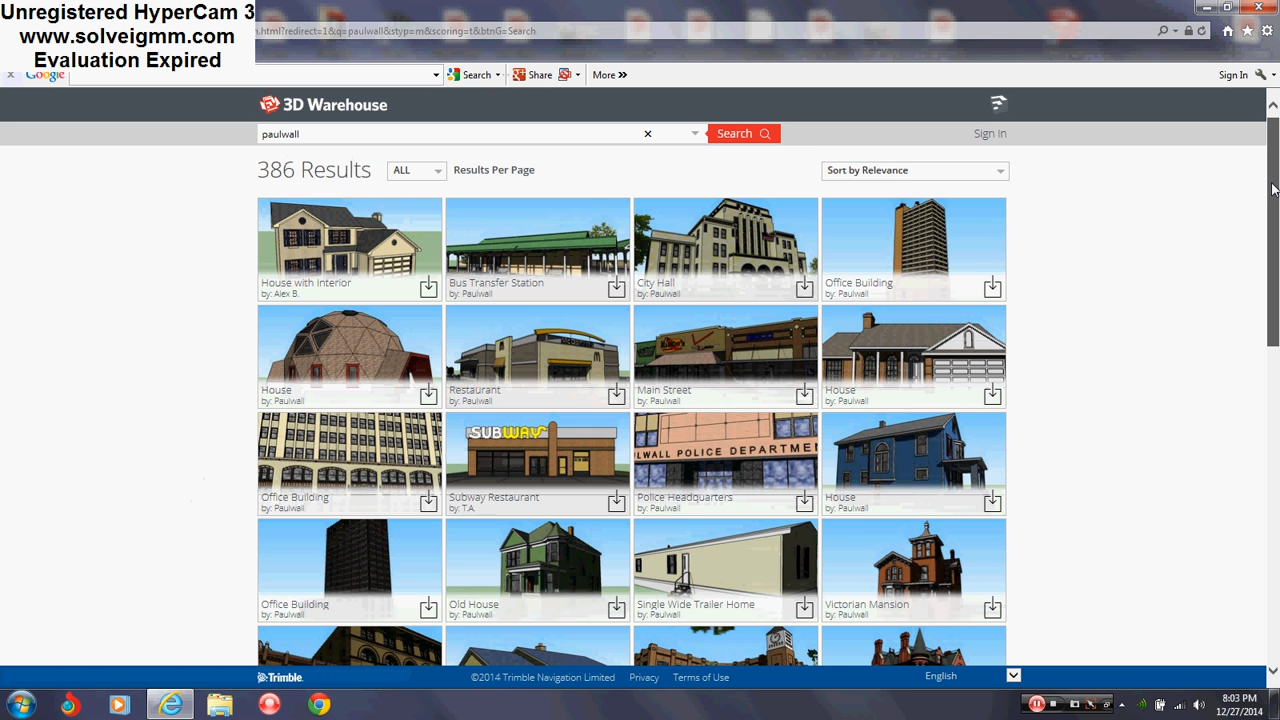 Unregistered HyperCam 3
www.solveigmm.com
Evaluation Expired
.html?redirect=1&q=paulwall&styp=m&scoring=t&btnG=Search
Google Search Share More » Sign In
3D Warehouse
paulwall Search Sign In
386 Results ALL Results Per Page Sort by Relevance
House with Interior
by: Alex B.
Bus Transfer Station
by: Paulwall
City Hall
by: Paulwall
Office Building
by: Paulwall
House
by: Paulwall
Restaurant
by: Paulwall
Main Street
by: Paulwall
House
by: Paulwall
Office Building
by: Paulwall
SUBWAY
Subway Restaurant
by: T.A.
LWALL POLICE DEPARTMEN
Police Headquarters
by: Paulwall
House
by: Paulwall
Office Building
by: Paulwall
Old House
by: Paulwall
Single Wide Trailer Home
by: Paulwall
Victorian Mansion
by: Paulwall
Trimble. ©2014 Trimble Navigation Limited Privacy Terms of Use English
8:03 PM
12/27/2014